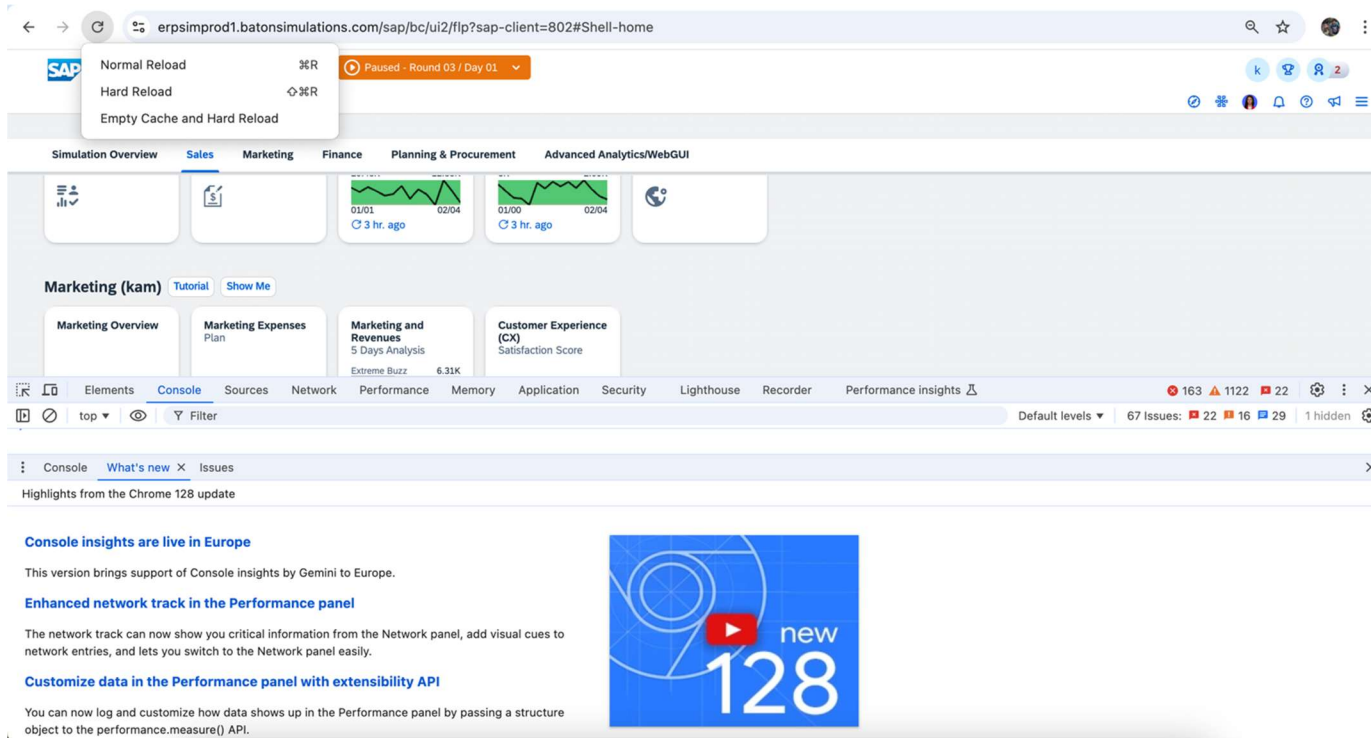 erpsimprod1.batonsimulations.com/sap/bc/ui2/flp?sap-client=802#Shell-home
Normal Reload ⌘R
Hard Reload ⇧⌘R
Empty Cache and Hard Reload
SAP
Paused - Round 03 / Day 01
k
2
Simulation Overview Sales Marketing Finance Planning & Procurement Advanced Analytics/WebGUI
01/01 02/04
3 hr. ago
01/00 02/04
3 hr. ago
Marketing (kam) Tutorial Show Me
Marketing Overview
Marketing Expenses
Plan
Marketing and
Revenues
5 Days Analysis
Extreme Buzz 6.31K
Customer Experience
(CX)
Satisfaction Score
Elements Console Sources Network Performance Memory Application Security Lighthouse Recorder Performance insights 163 1122 22
top Filter Default levels 67 Issues: 22 16 29 1 hidden
Console What's new Issues
Highlights from the Chrome 128 update
Console insights are live in Europe
This version brings support of Console insights by Gemini to Europe.
Enhanced network track in the Performance panel
The network track can now show you critical information from the Network panel, add visual cues to
network entries, and lets you switch to the Network panel easily.
Customize data in the Performance panel with extensibility API
You can now log and customize how data shows up in the Performance panel by passing a structure
object to the performance.measure() API.
new
128